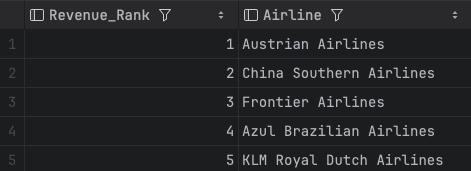 Revenue_Rank Airline
1 1 Austrian Airlines
2 2 China Southern Airlines
3 3 Frontier Airlines
4 4 Azul Brazilian Airlines
5 5 KLM Royal Dutch Airlines